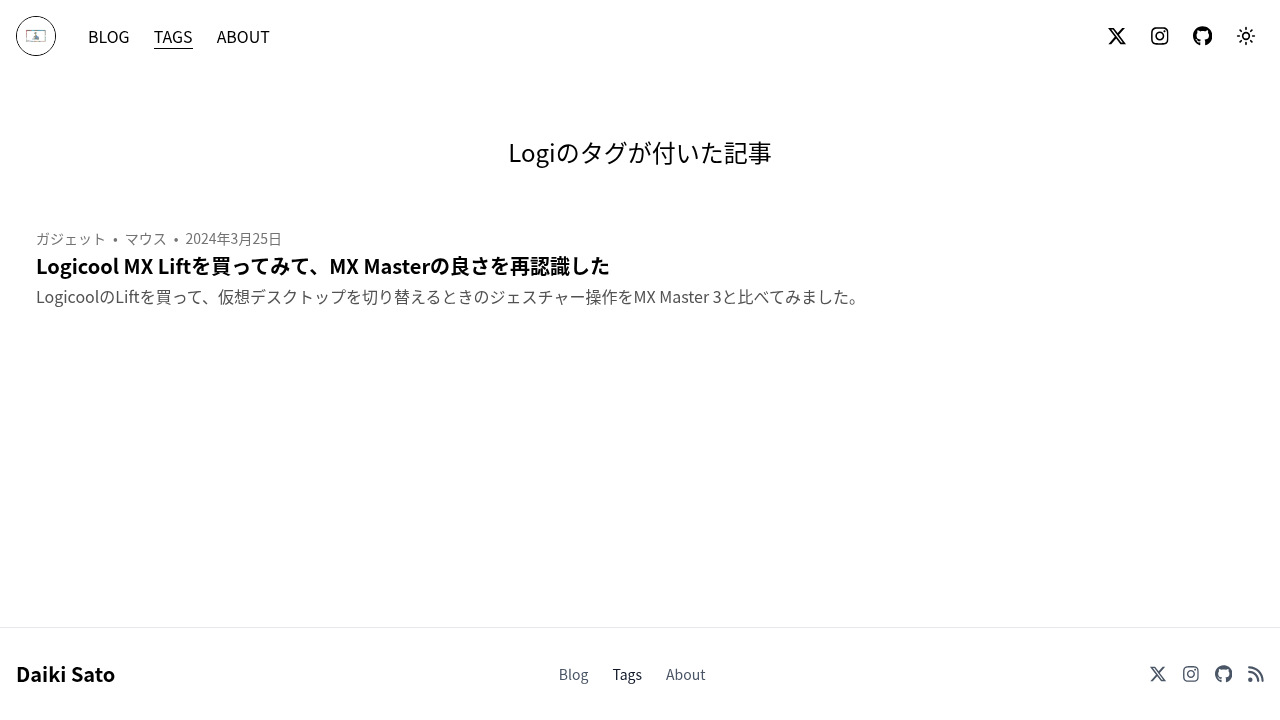 BLOG TAGS ABOUT
Logiのタグが付いた記事
ガジェット • マウス • 2024年3月25日
Logicool MX Liftを買ってみて、MX Masterの良さを再認識した
LogicoolのLiftを買って、仮想デスクトップを切り替えるときのジェスチャー操作をMX Master 3と比べてみました。
Daiki Sato Blog Tags About